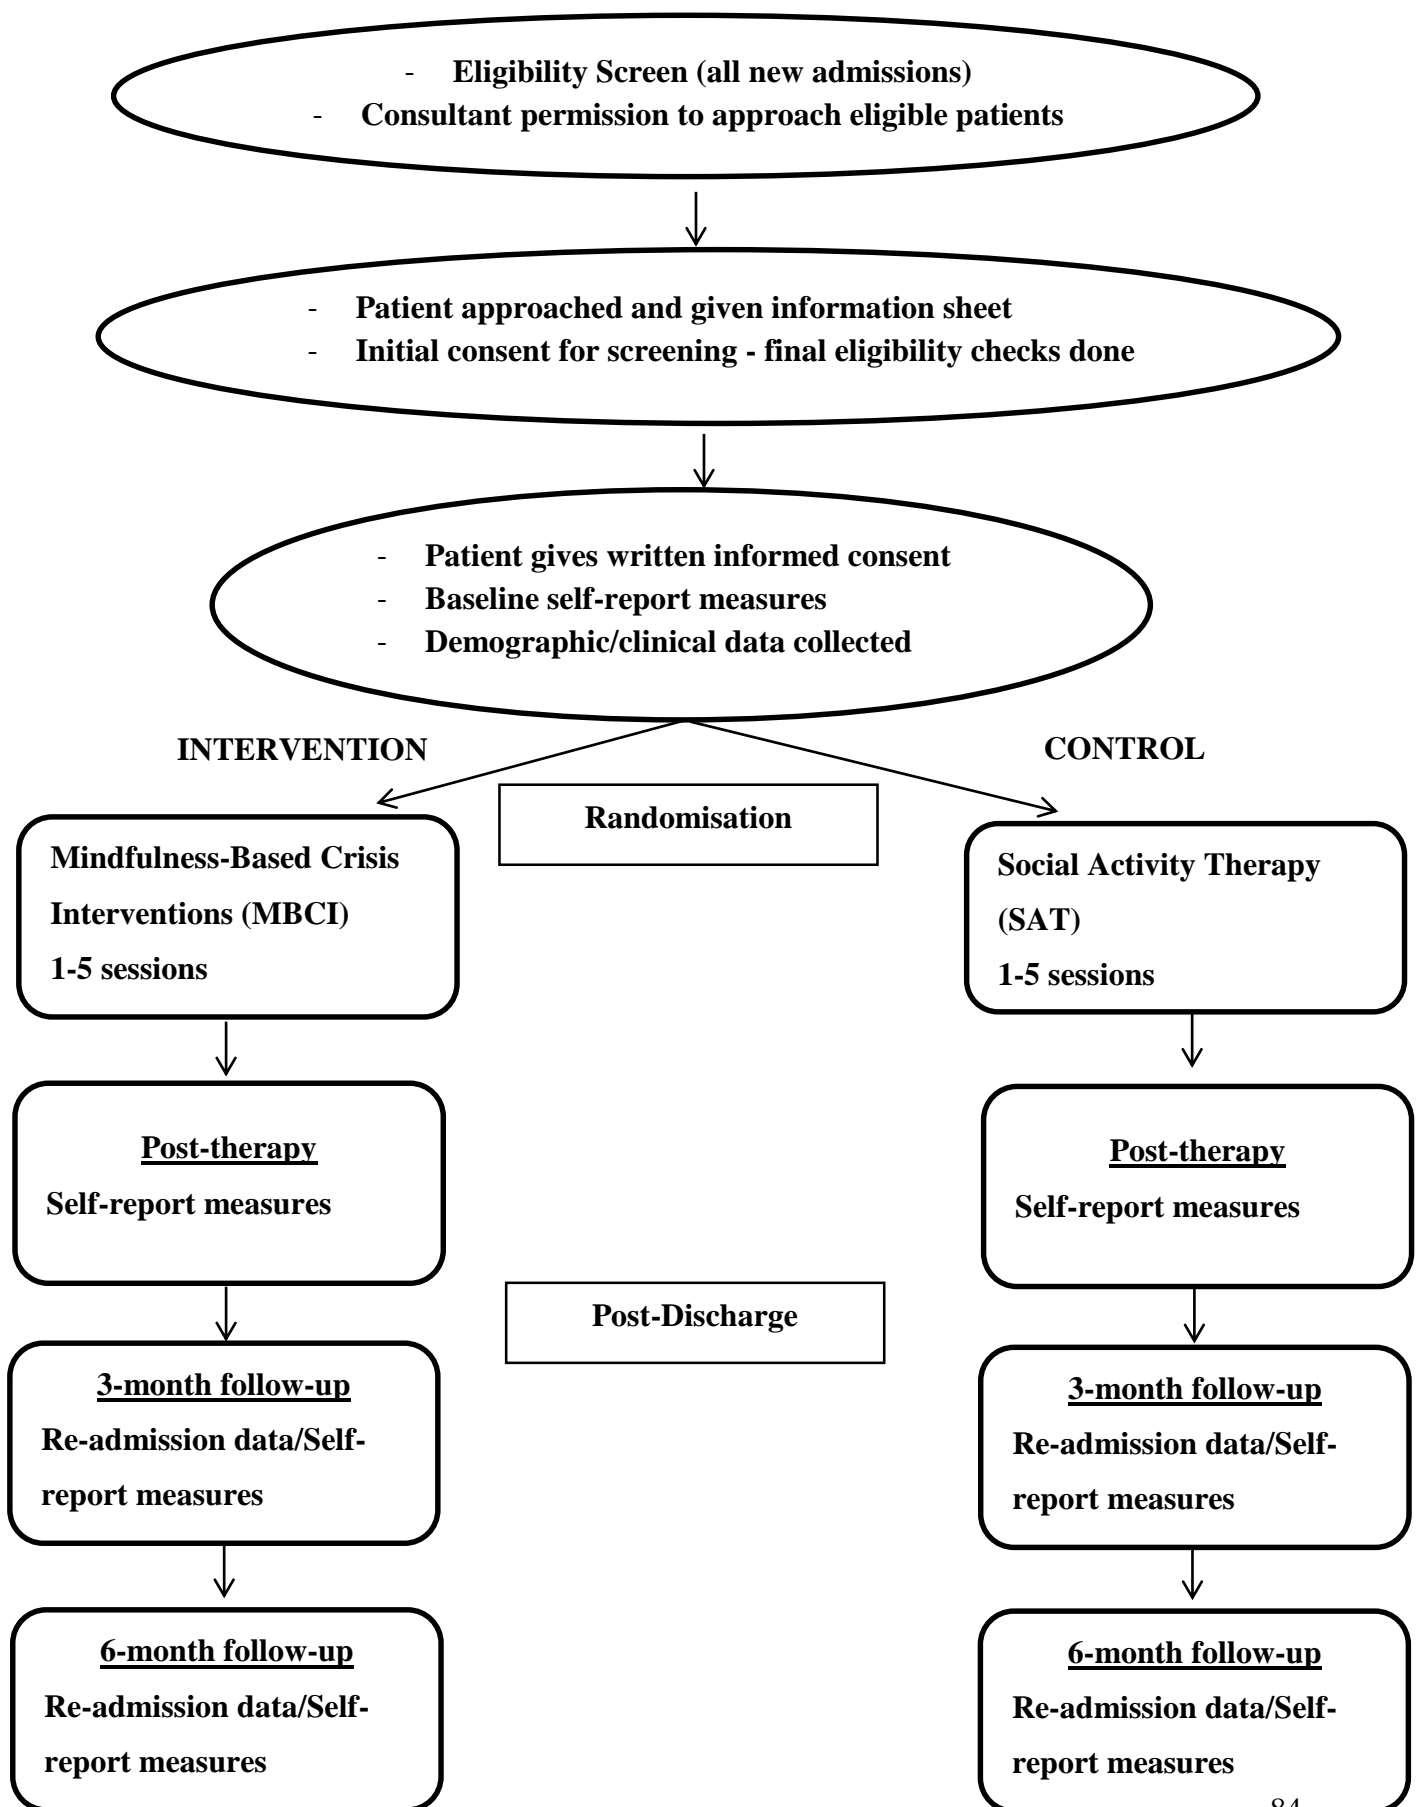 - Eligibility Screen (all new admissions)
- Consultant permission to approach eligible patients
- Patient approached and given information sheet
- Initial consent for screening - final eligibility checks done
- Patient gives written informed consent
- Baseline self-report measures
- Demographic/clinical data collected
INTERVENTION
CONTROL
Randomisation
Mindfulness-Based Crisis
Interventions (MBCI)
1-5 sessions
Social Activity Therapy
(SAT)
1-5 sessions
Post-therapy
Self-report measures
Post-therapy
Self-report measures
Post-Discharge
3-month follow-up
Re-admission data/Self-
report measures
3-month follow-up
Re-admission data/Self-
report measures
6-month follow-up
Re-admission data/Self-
report measures
6-month follow-up
Re-admission data/Self-
report measures
84